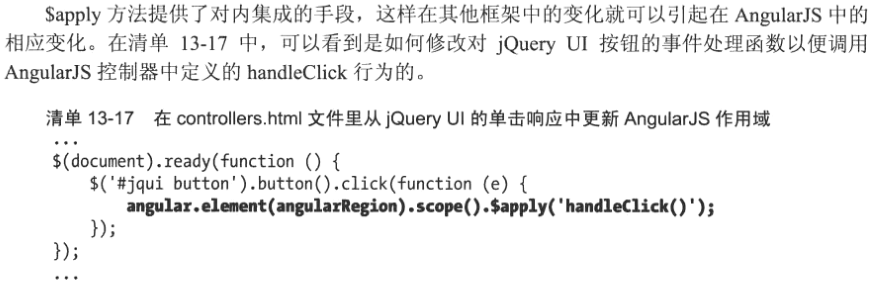 $apply 方法提供了对内集成的手段，这样在其他框架中的变化就可以引起在 AngularJS 中的
相应变化。在清单 13-17 中，可以看到是如何修改对 jQuery UI 按钮的事件处理函数以便调用
AngularJS 控制器中定义的 handleClick 行为的。
清单 13-17 在 controllers.html 文件里从 jQuery UI 的单击响应中更新 AngularJS 作用域
...
$(document).ready(function () {
    $('#jqui button').button().click(function (e) {
        angular.element(angularRegion).scope().$apply('handleClick()');
    });
});
...